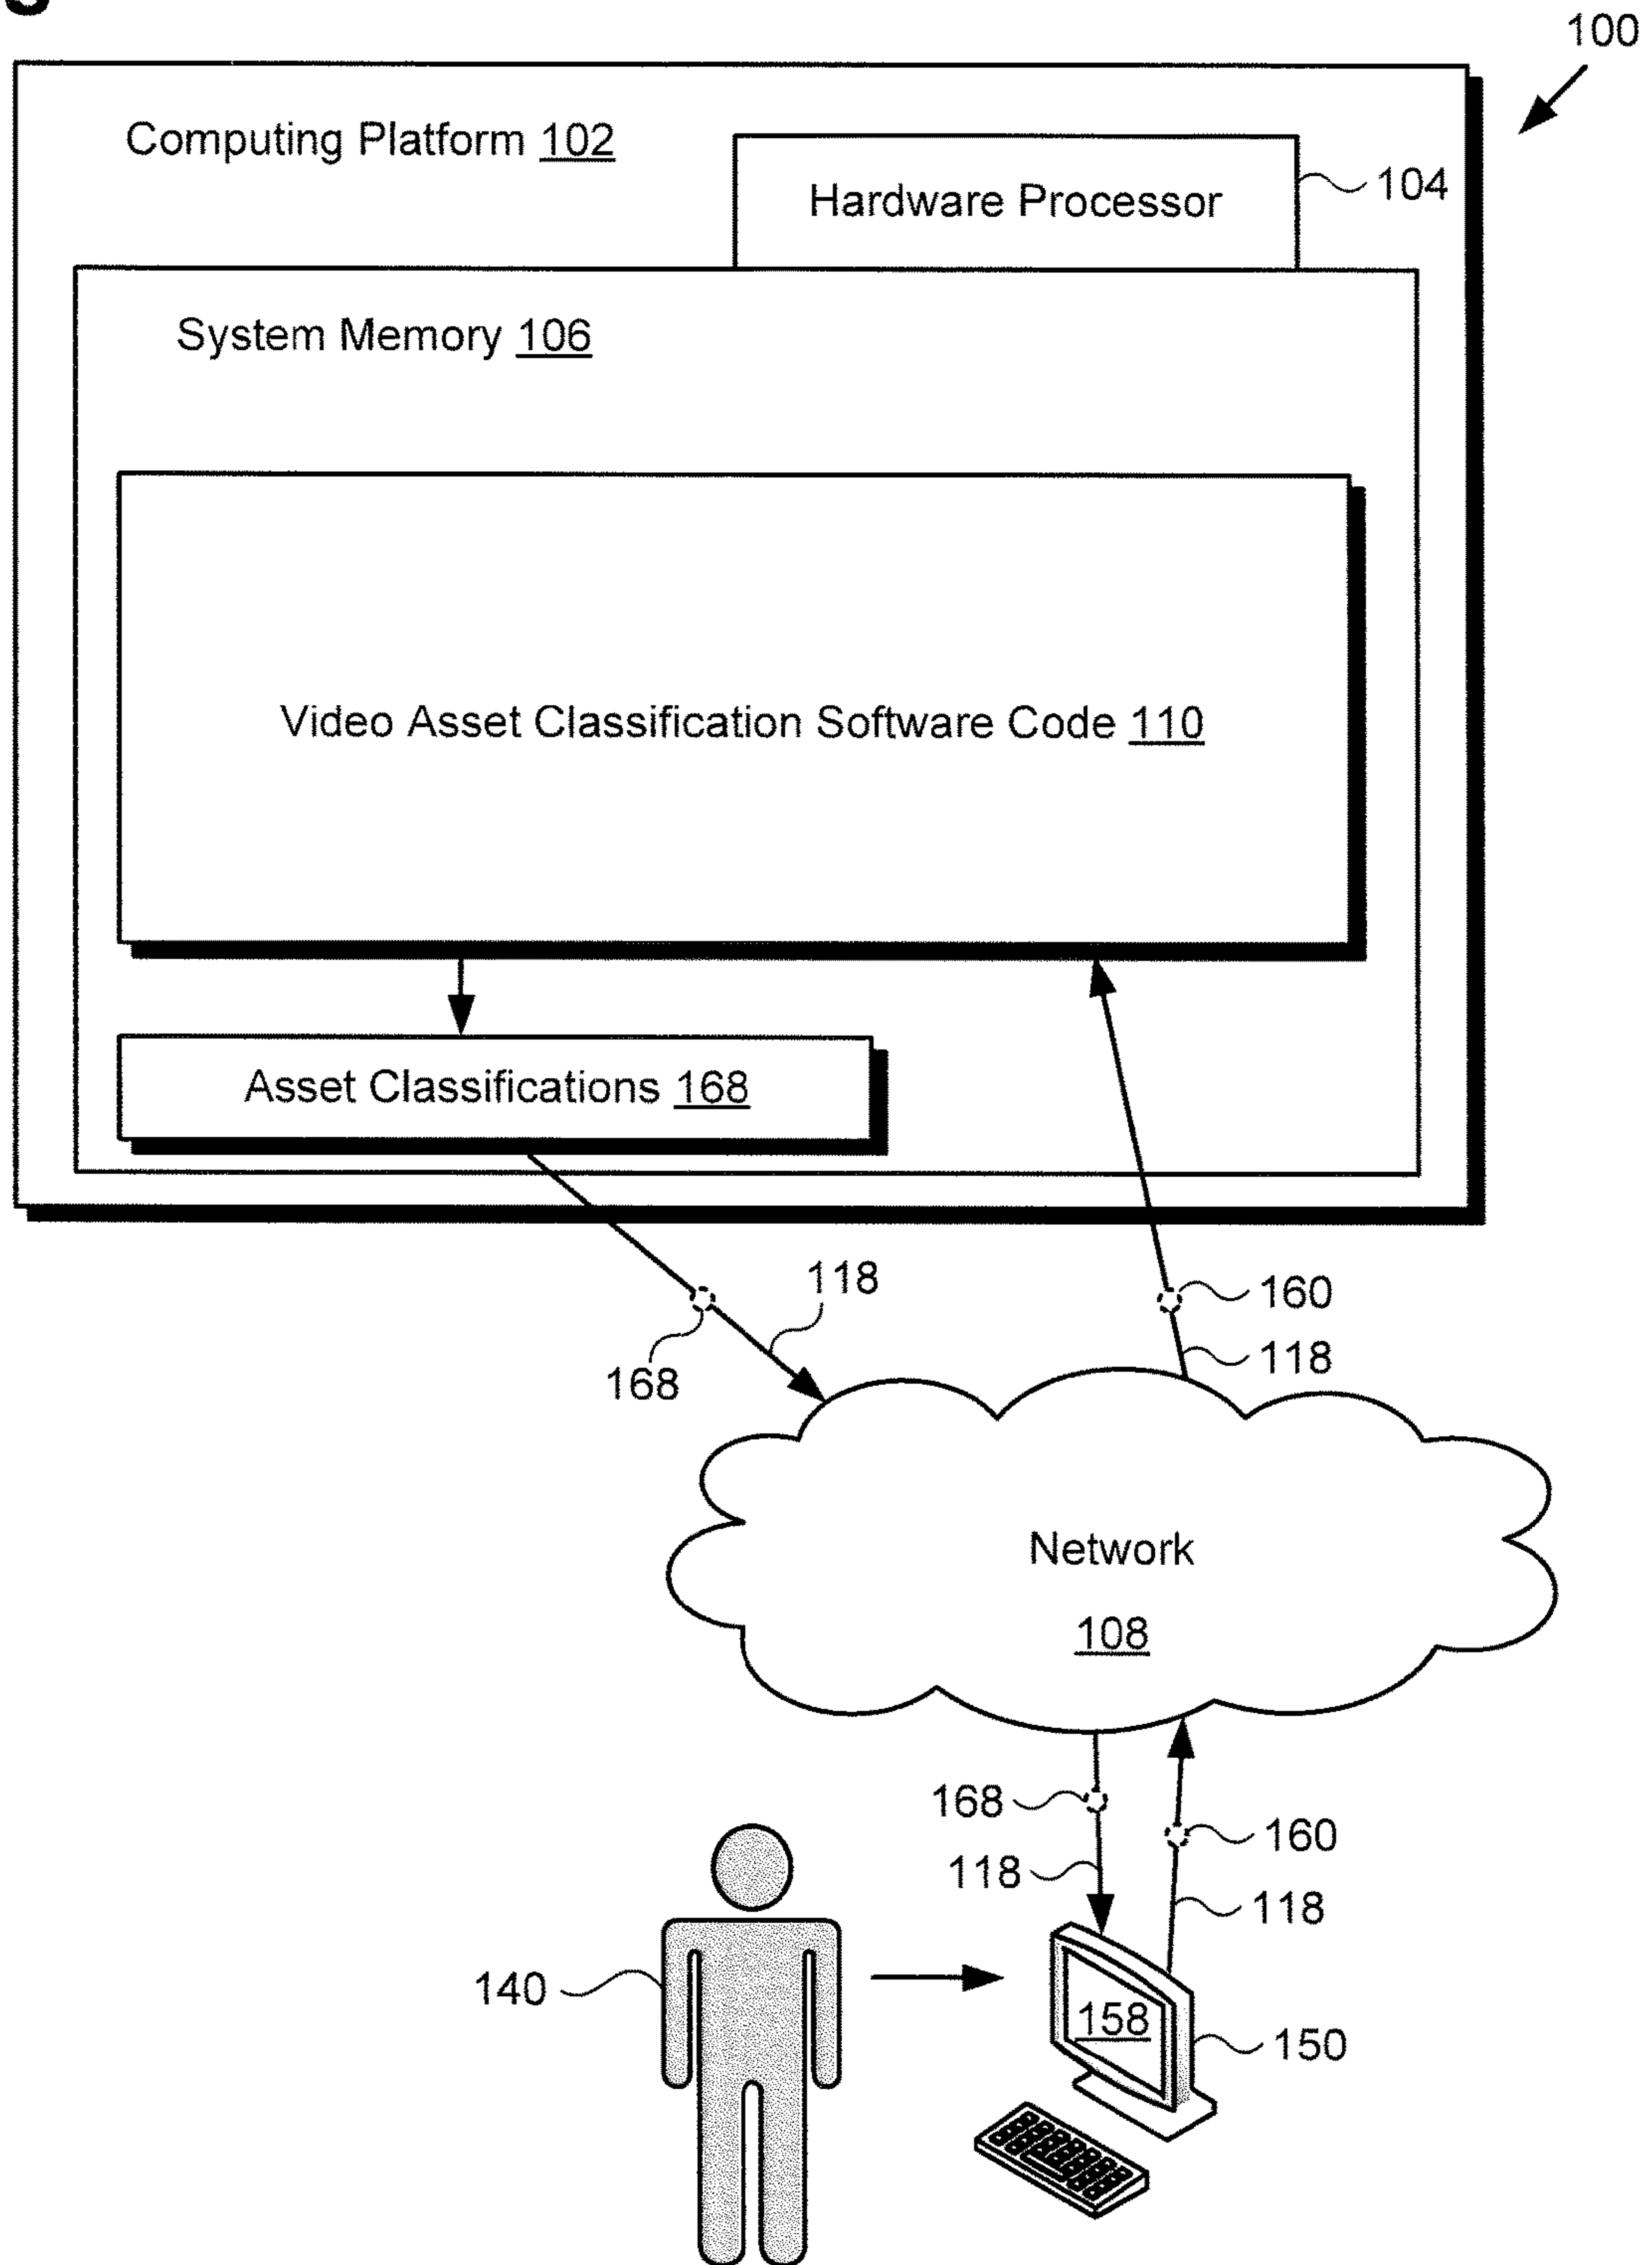 100
Computing Platform 102
Hardware Processor
104
System Memory 106
Video Asset Classification Software Code 110
Asset Classifications 168
118
160
168
118
Network
108
168
160
118
118
140
158
150